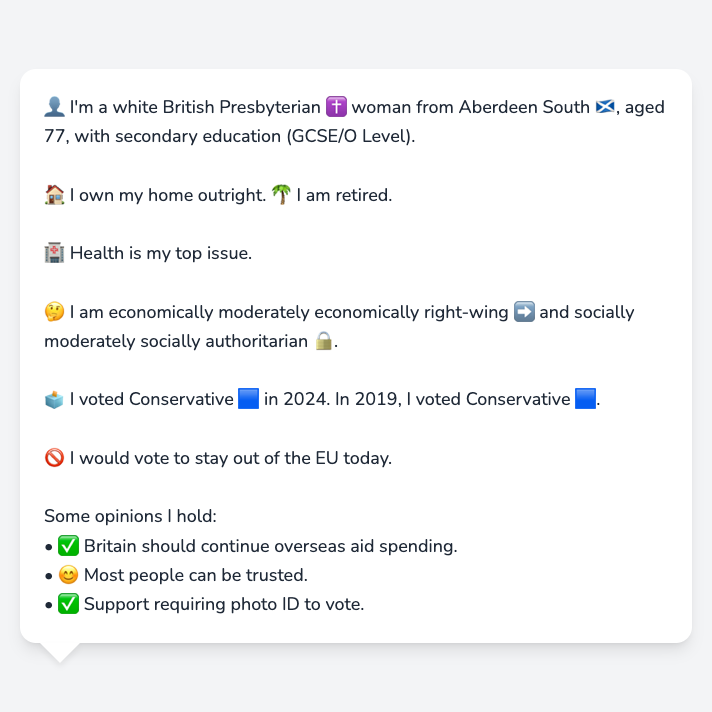 👤 I'm a white British Presbyterian ✝️ woman from Aberdeen South 🏴󠁧󠁢󠁳󠁣󠁴󠁿, aged
77, with secondary education (GCSE/O Level).
🏠 I own my home outright. 🌴 I am retired.
🏥 Health is my top issue.
🤔 I am economically moderately economically right-wing ➡️ and socially
moderately socially authoritarian 🔒.
🗳️ I voted Conservative 🟦 in 2024. In 2019, I voted Conservative 🟦.
🚫 I would vote to stay out of the EU today.
Some opinions I hold:
• ✅ Britain should continue overseas aid spending.
• 😊 Most people can be trusted.
• ✅ Support requiring photo ID to vote.